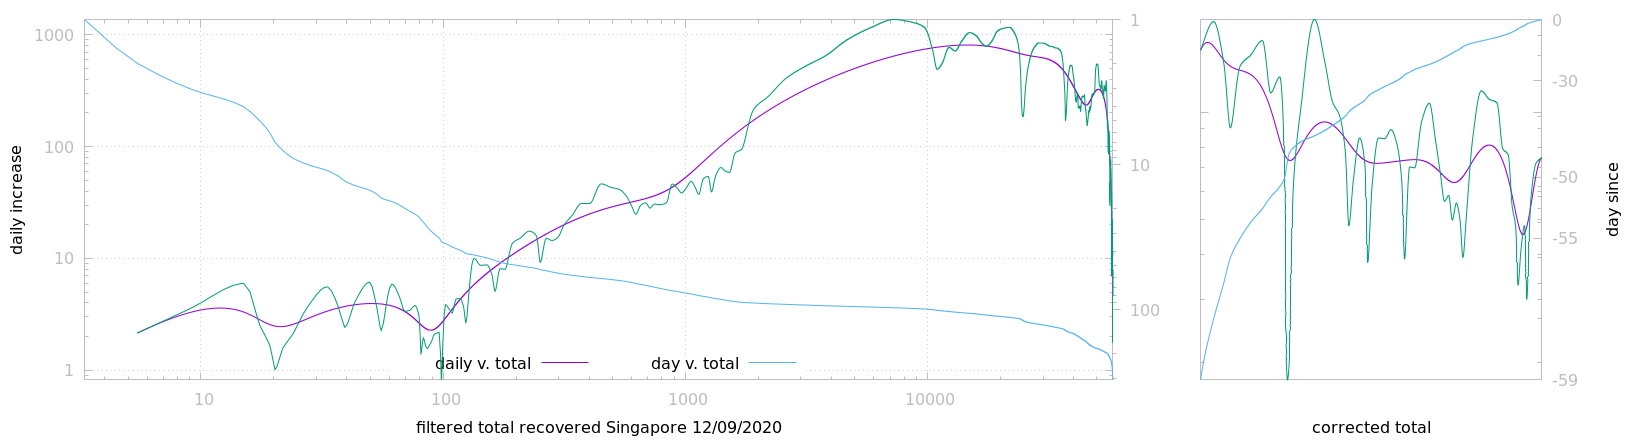 1000
100
10
1
daily increase
10
100
1000
10000
filtered total recovered Singapore 12/09/2020
daily v. total
day v. total
1
10
100
0
-30
-50
-55
-59
day since
corrected total